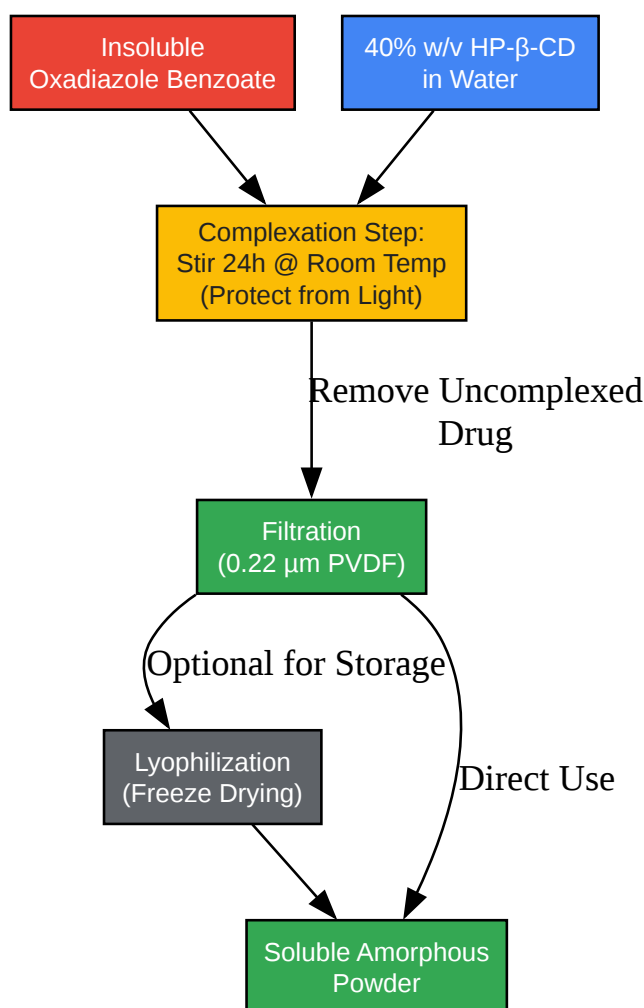 Insoluble
Oxadiazole Benzoate
40% w/v HP-β-CD
in Water
Complexation Step:
Stir 24h @ Room Temp
(Protect from Light)
Remove Uncomplexed
Drug
Filtration
(0.22 µm PVDF)
Optional for Storage
Lyophilization
(Freeze Drying)
Direct Use
Soluble Amorphous
Powder